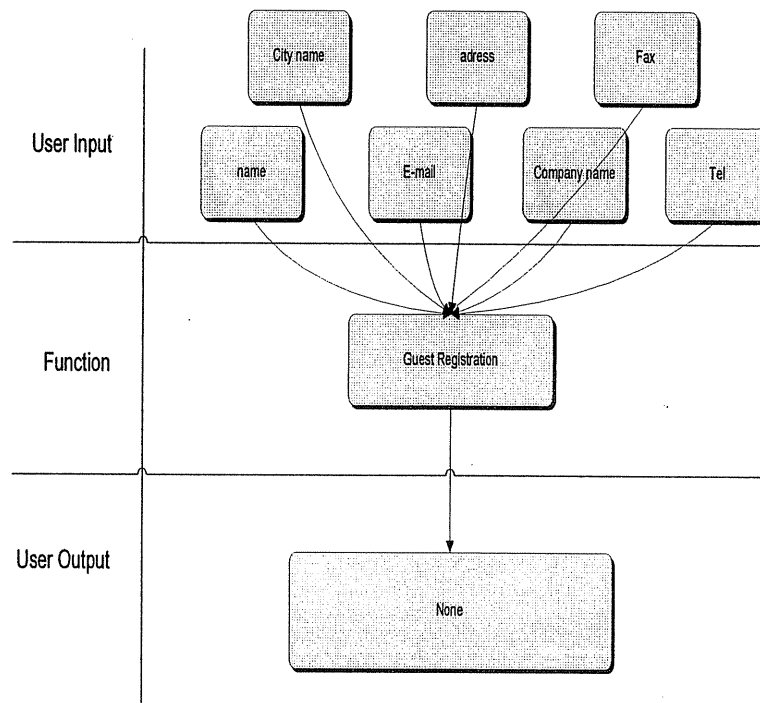 City name
adress
Fax
User Input
name
E-mail
Company name
Tel
Function
Guest Registration
User Output
None